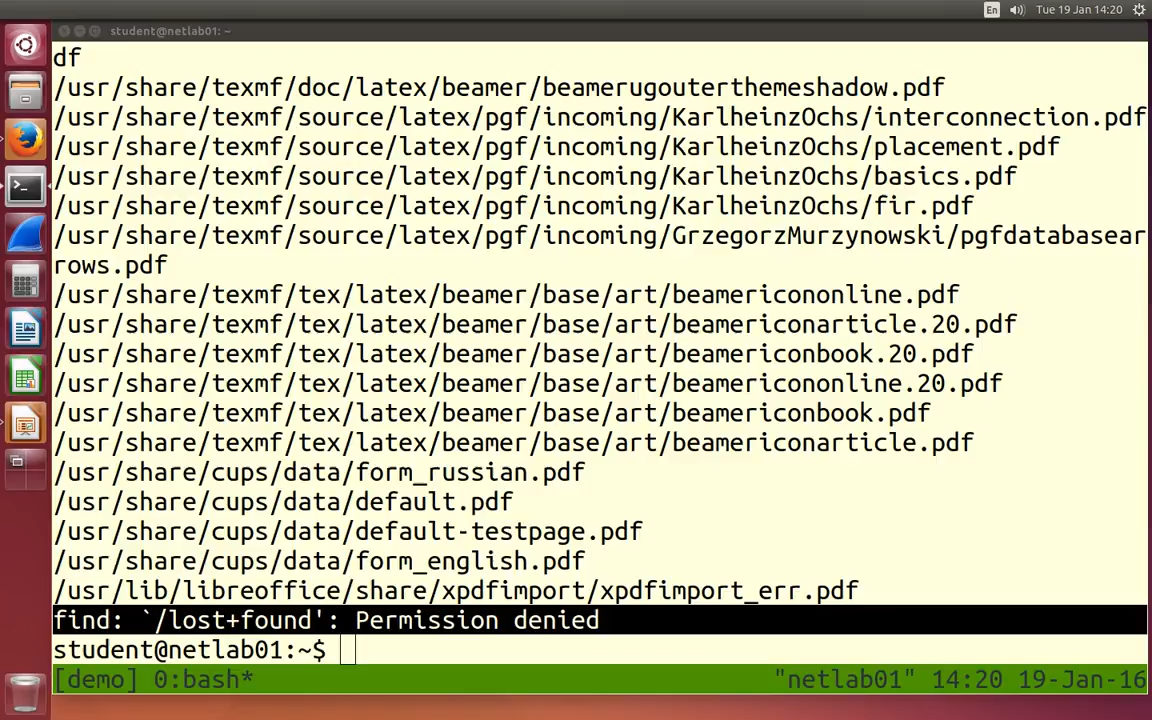 En
Tue 19 Jan 14:20
student@netlab01: ~
df
/usr/share/texmf/doc/latex/beamer/beamerugouterthemeshadow.pdf
/usr/share/texmf/source/latex/pgf/incoming/KarlheinzOchs/interconnection.pdf
/usr/share/texmf/source/latex/pgf/incoming/KarlheinzOchs/placement.pdf
/usr/share/texmf/source/latex/pgf/incoming/KarlheinzOchs/basics.pdf
/usr/share/texmf/source/latex/pgf/incoming/KarlheinzOchs/fir.pdf
/usr/share/texmf/source/latex/pgf/incoming/GrzegorzMurzynowski/pgfdatabasear
rows.pdf
/usr/share/texmf/tex/latex/beamer/base/art/beamericononline.pdf
/usr/share/texmf/tex/latex/beamer/base/art/beamericonarticle.20.pdf
/usr/share/texmf/tex/latex/beamer/base/art/beamericonbook.20.pdf
/usr/share/texmf/tex/latex/beamer/base/art/beamericononline.20.pdf
/usr/share/texmf/tex/latex/beamer/base/art/beamericonbook.pdf
/usr/share/texmf/tex/latex/beamer/base/art/beamericonarticle.pdf
/usr/share/cups/data/form_russian.pdf
/usr/share/cups/data/default.pdf
/usr/share/cups/data/default-testpage.pdf
/usr/share/cups/data/form_english.pdf
/usr/lib/libreoffice/share/xpdfimport/xpdfimport_err.pdf
find: `/lost+found': Permission denied
student@netlab01:~$
[demo] 0:bash* "netlab01" 14:20 19-Jan-16